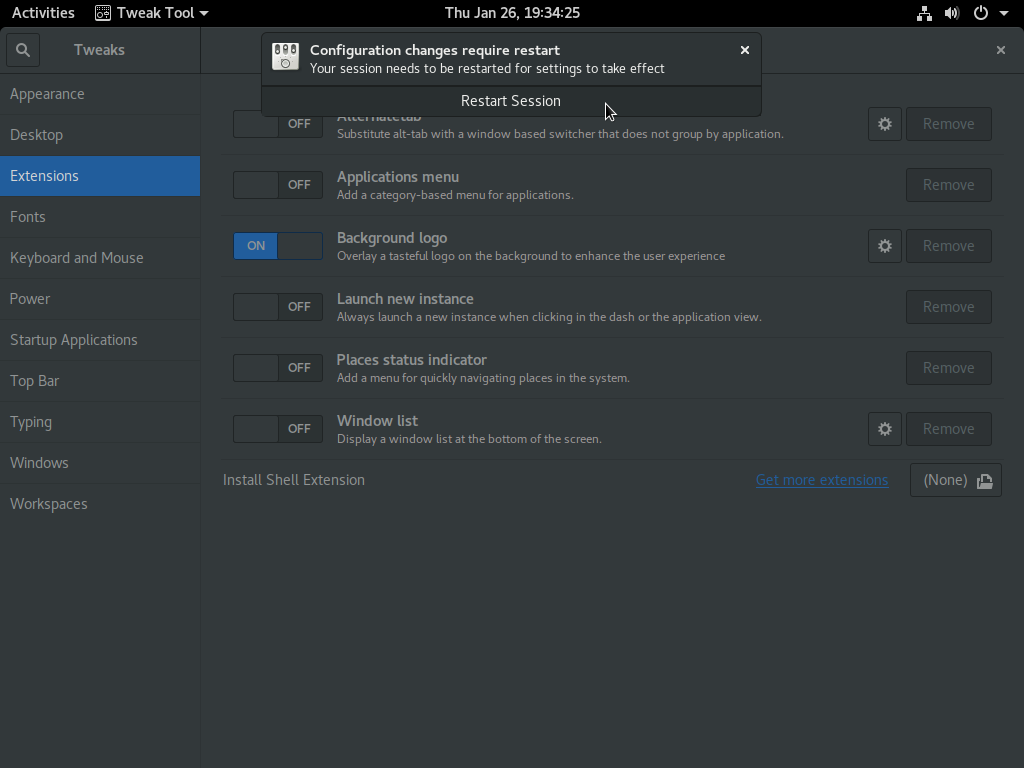 Activities
Tweak Tool
Thu Jan 26, 19:34:25
Tweaks
Configuration changes require restart
Your session needs to be restarted for settings to take effect
Restart Session
Appearance
Desktop
Extensions
Fonts
Keyboard and Mouse
Power
Startup Applications
Top Bar
Typing
Windows
Workspaces
OFF
Alternatetab
Substitute alt-tab with a window based switcher that does not group by application.
Remove
OFF
Applications menu
Add a category-based menu for applications.
Remove
ON
Background logo
Overlay a tasteful logo on the background to enhance the user experience
Remove
OFF
Launch new instance
Always launch a new instance when clicking in the dash or the application view.
Remove
OFF
Places status indicator
Add a menu for quickly navigating places in the system.
Remove
OFF
Window list
Display a window list at the bottom of the screen.
Remove
Install Shell Extension
Get more extensions
(None)